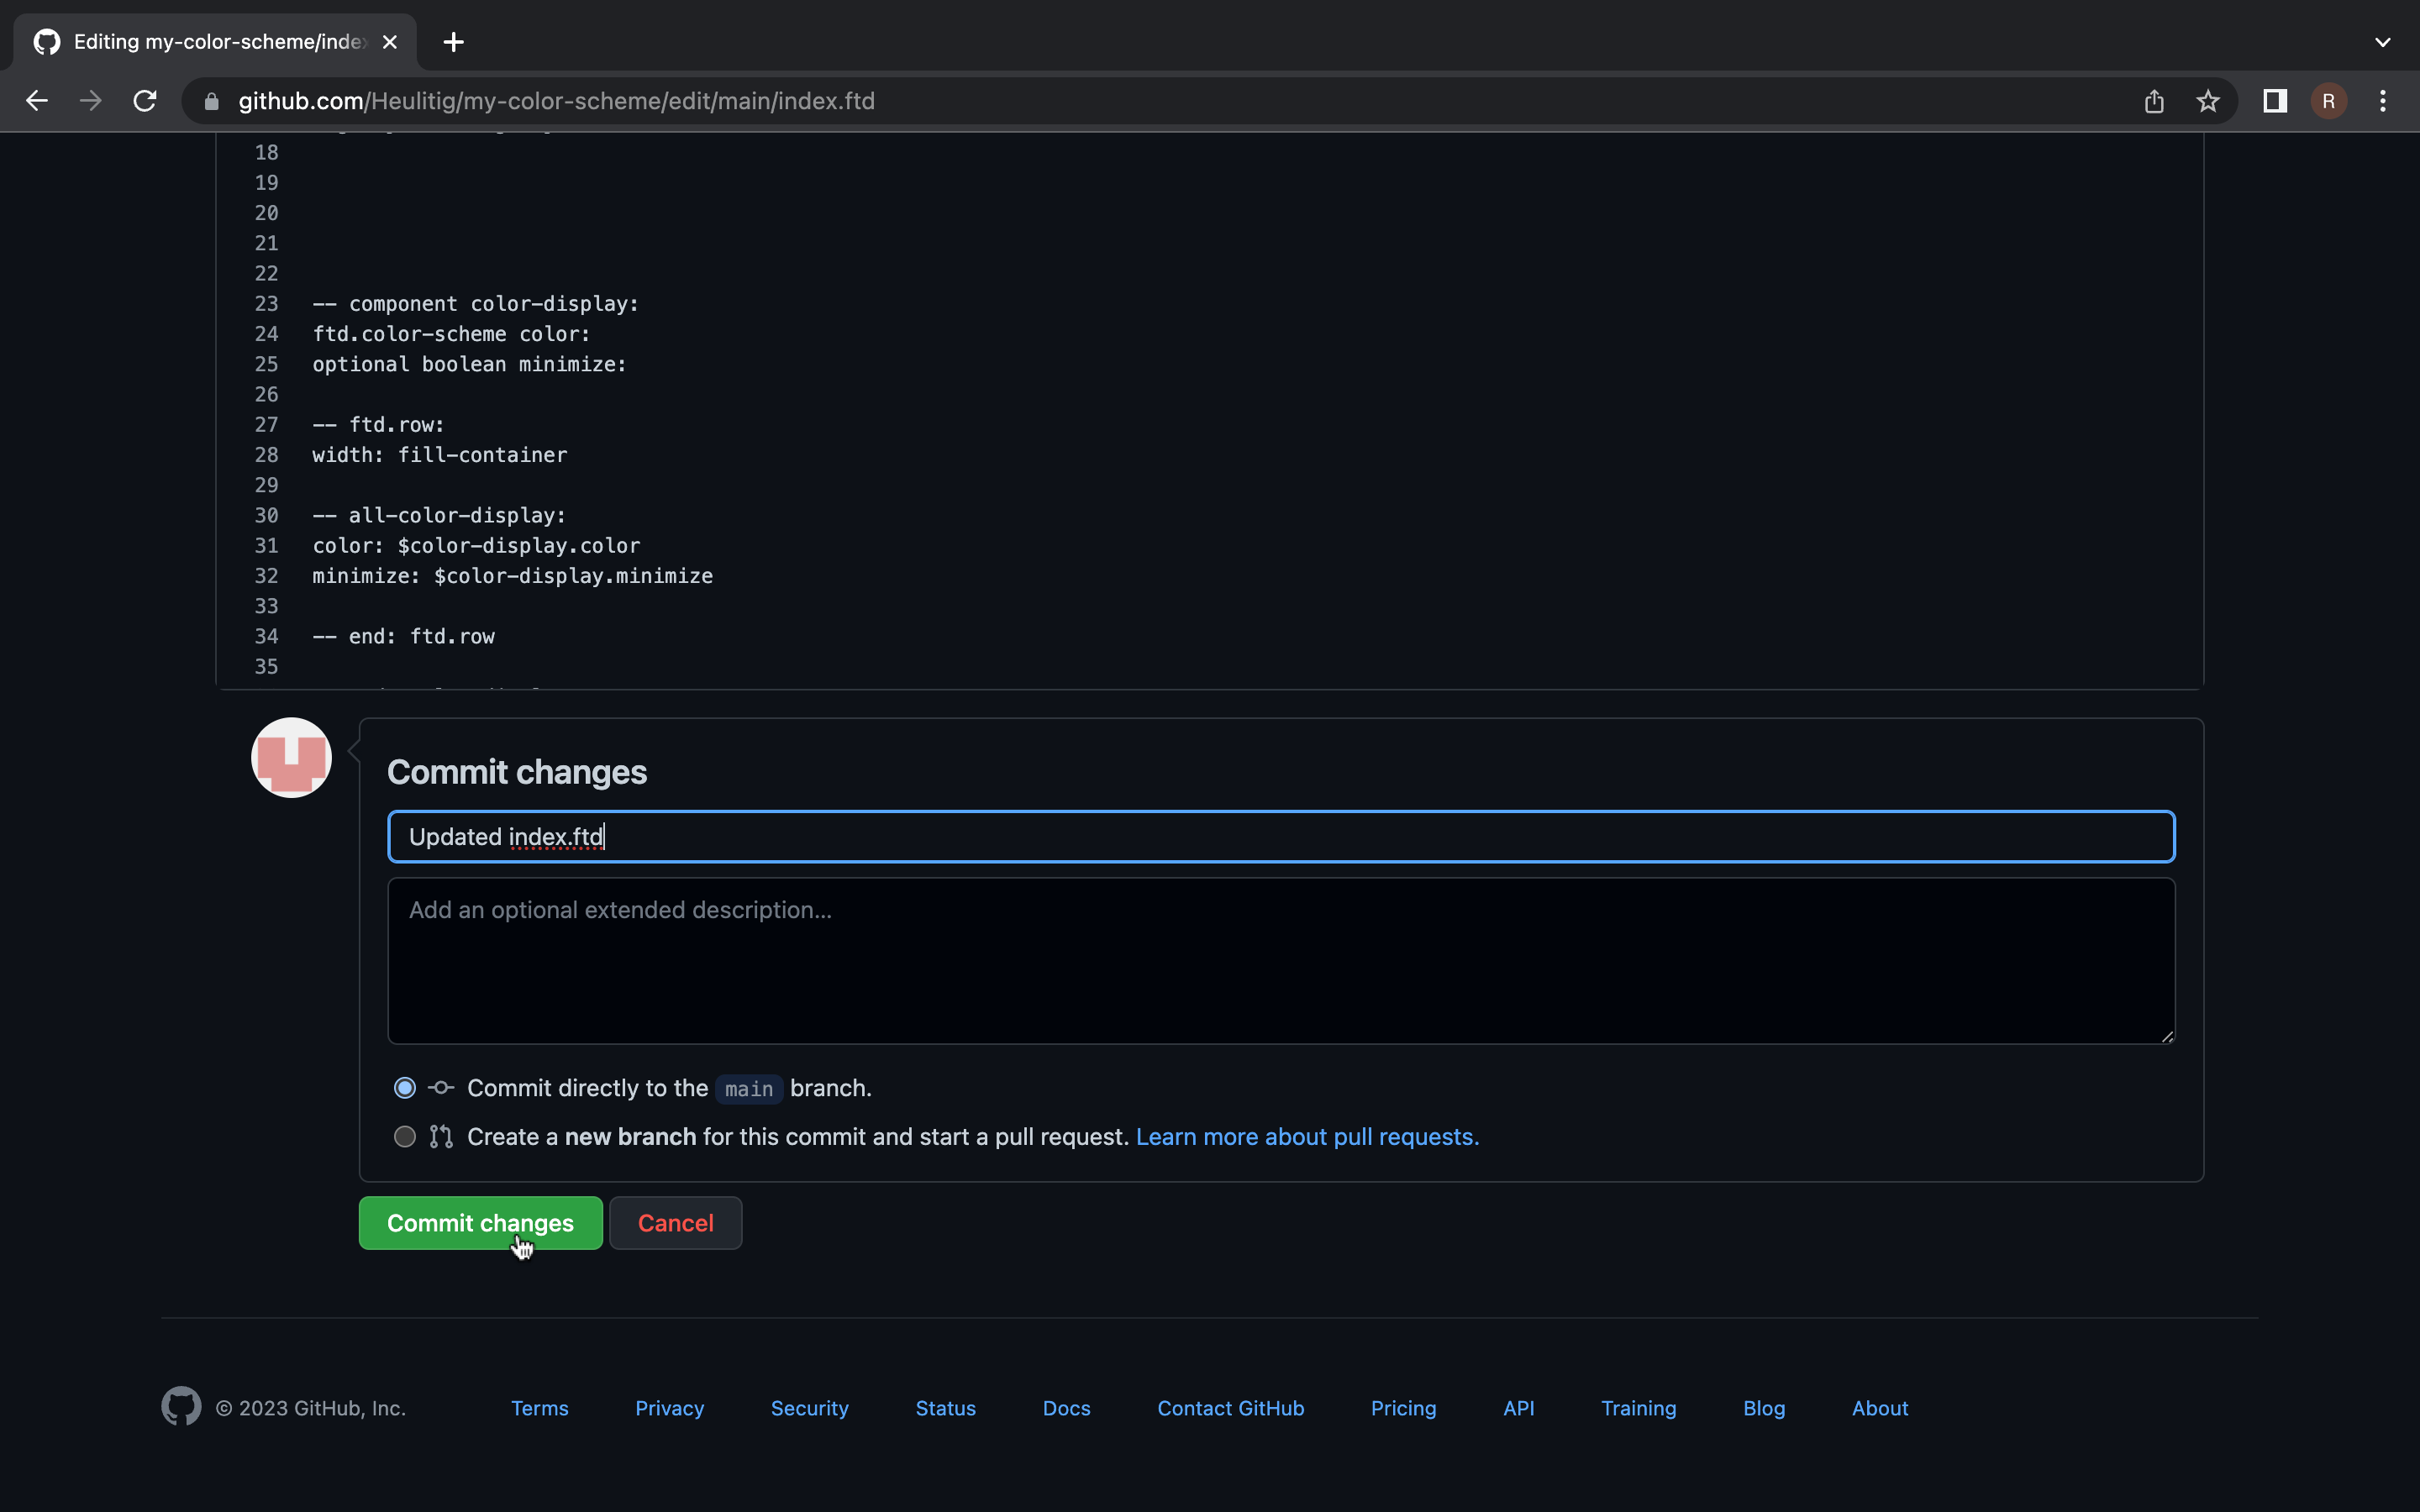 Editing my-color-scheme/inde
github.com/Heulitig/my-color-scheme/edit/main/index.ftd
R
18
19
20
21
22
23 -- component color-display:
24 ftd.color-scheme color:
25 optional boolean minimize:
26
27 -- ftd.row:
28 width: fill-container
29
30 -- all-color-display:
31 color: $color-display.color
32 minimize: $color-display.minimize
33
34 -- end: ftd.row
35
Commit changes
Updated index.ftd
Add an optional extended description...
Commit directly to the main branch.
Create a new branch for this commit and start a pull request. Learn more about pull requests.
Commit changes Cancel
© 2023 GitHub, Inc. Terms Privacy Security Status Docs Contact GitHub Pricing API Training Blog About